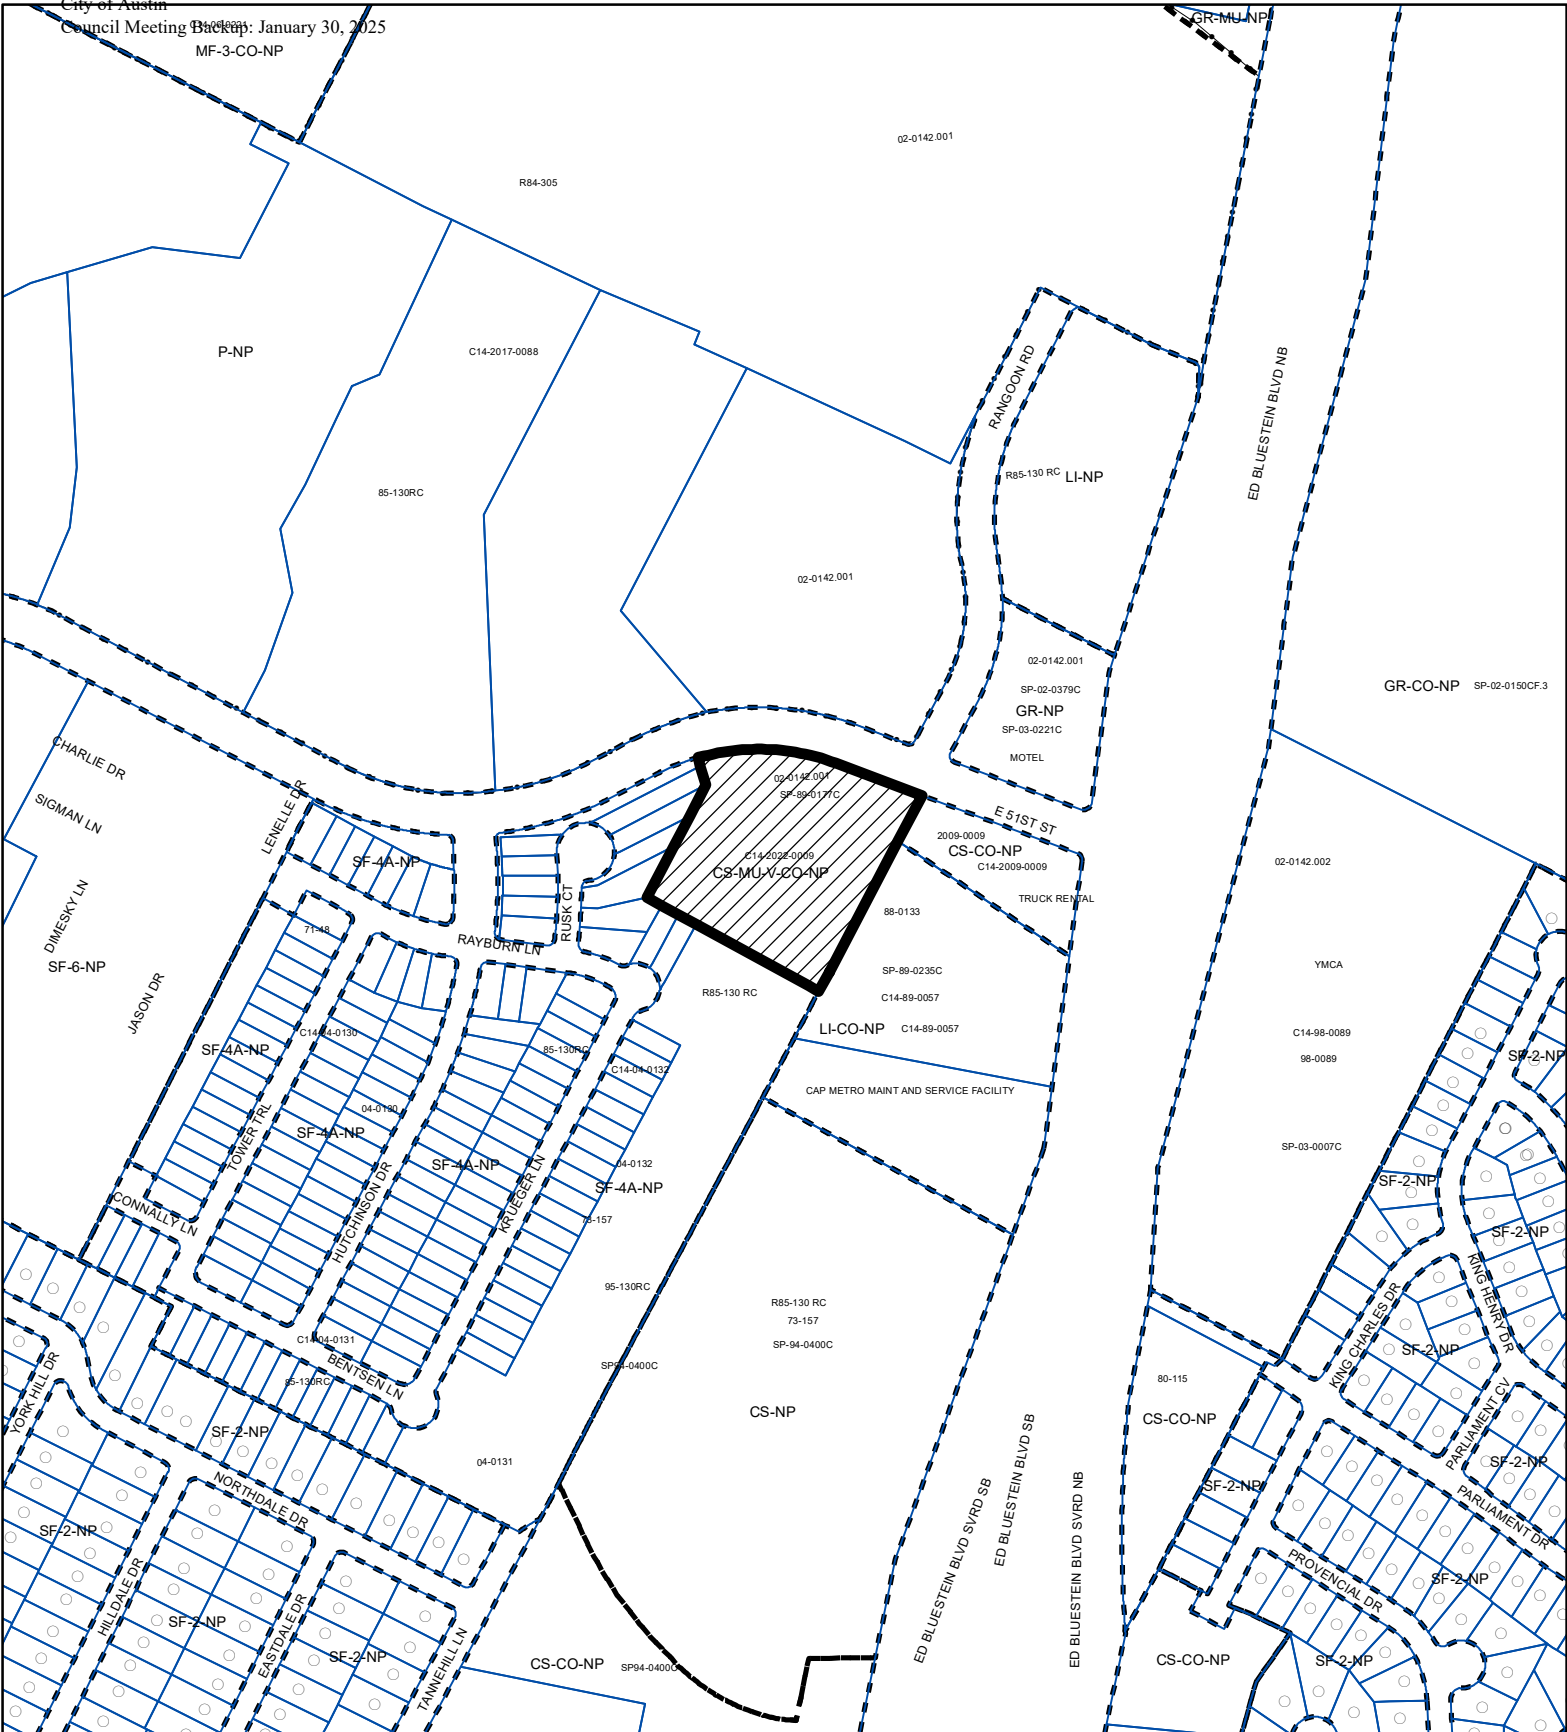 City of Austin
Council Meeting Backup: January 30, 2025
MF-3-CO-NP
GR-MU-NP
02-0142.001
R84-305
P-NP
C14-2017-0088
RANGOON RD
ED BLUESTEIN BLVD NB
85-130RC
R85-130 RC
LI-NP
02-0142.001
02-0142.001
SP-02-0379C
GR-NP
SP-03-0221C
MOTEL
GR-CO-NP
SP-02-0150CF.3
CHARLIE DR
SIGMAN LN
LENELLE DR
02-0142.001
SP-89-0177C
E 51ST ST
2009-0009
CS-CO-NP
C14-2009-0009
C14-2022-0009
CS-MU-V-CO-NP
SF-4A-NP
02-0142.002
TRUCK RENTAL
88-0133
RUSK CT
DIMESKY LN
71-48
RAYBURN LN
SF-6-NP
YMCA
SP-89-0235C
R85-130 RC
C14-89-0057
JASON DR
LI-CO-NP
C14-89-0057
C14-04-0130
C14-98-0089
SF-4A-NP
85-130RC
98-0089
SF-2-NP
C14-04-0132
CAP METRO MAINT AND SERVICE FACILITY
04-0130
TOWER TRL
SF-4A-NP
SP-03-0007C
SF-4A-NP
04-0132
SF-4A-NP
SF-2-NP
KRUEGER LN
HUTCHINSON DR
CONNALLY LN
73-157
SF-2-NP
95-130RC
KING HENRY DR
R85-130 RC
73-157
SP-94-0400C
KING CHARLES DR
C14-04-0131
SF-2-NP
SP94-0400C
BENTSEN LN
85-130RC
80-115
YORK HILL DR
CS-NP
CS-CO-NP
PARLIAMENT CV
SF-2-NP
04-0131
SF-2-NP
SF-2-NP
NORTHDALE DR
ED BLUESTEIN BLVD SB
ED BLUESTEIN BLVD SVRD SB
ED BLUESTEIN BLVD SVRD NB
PARLIAMENT DR
SF-2-NP
PROVENCIAL DR
SF-2-NP
HILLDALE DR
SF-2-NP
EASTDALE DR
SF-2-NP
TANNEHILL LN
CS-CO-NP
SP94-0400C
CS-CO-NP
SF-2-NP